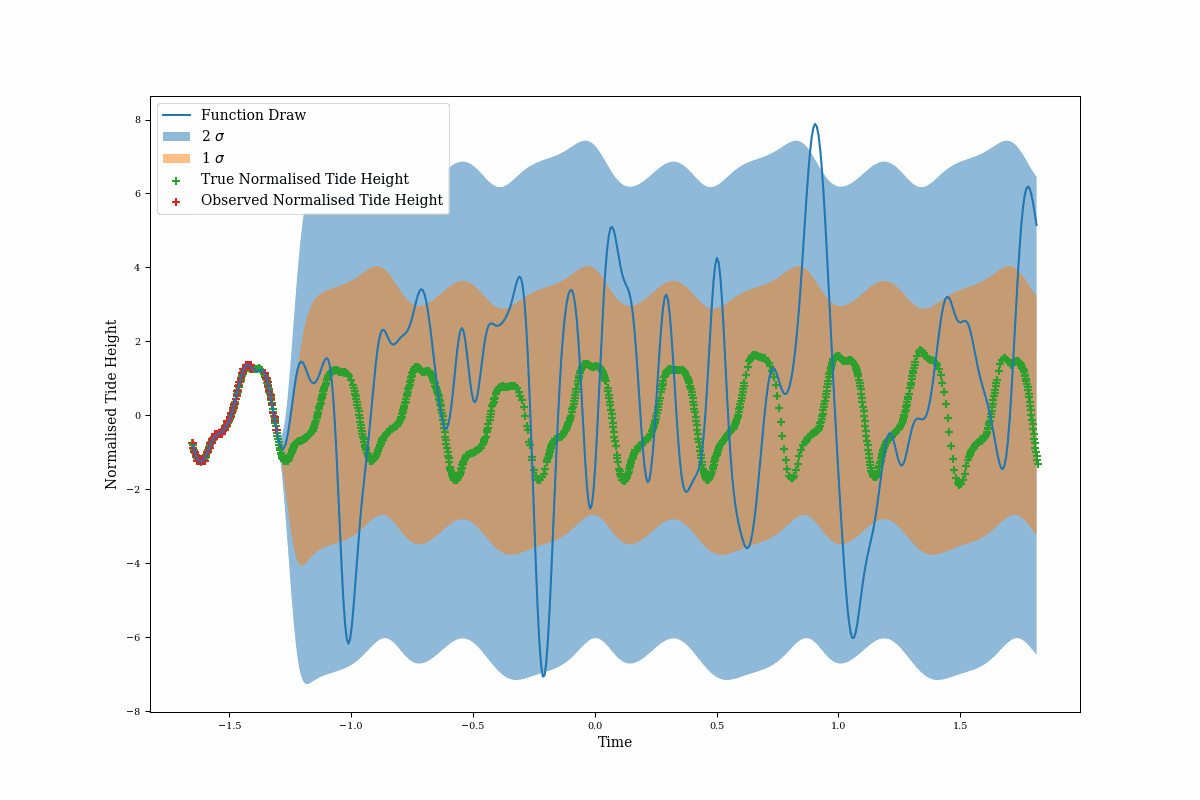 Function Draw
2 σ
1 σ
True Normalised Tide Height
Observed Normalised Tide Height
Normalised Tide Height
8
6
4
2
0
−2
−4
−6
−8
−1.5
−1.0
−0.5
0.0
0.5
1.0
1.5
Time